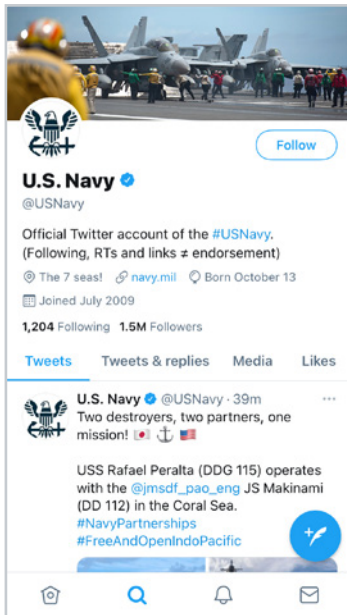 Follow
U.S. Navy
@USNavy
Official Twitter account of the #USNavy.
(Following, RTs and links ≠ endorsement)
The 7 seas! navy.mil Born October 13
Joined July 2009
1,204 Following 1.5M Followers
Tweets Tweets & replies Media Likes
U.S. Navy @USNavy · 39m
Two destroyers, two partners, one
mission! 🇯🇵 ⚓ 🇺🇸
USS Rafael Peralta (DDG 115) operates
with the @jmsdf_pao_eng JS Makinami
(DD 112) in the Coral Sea.
#NavyPartnerships
#FreeAndOpenIndoPacific